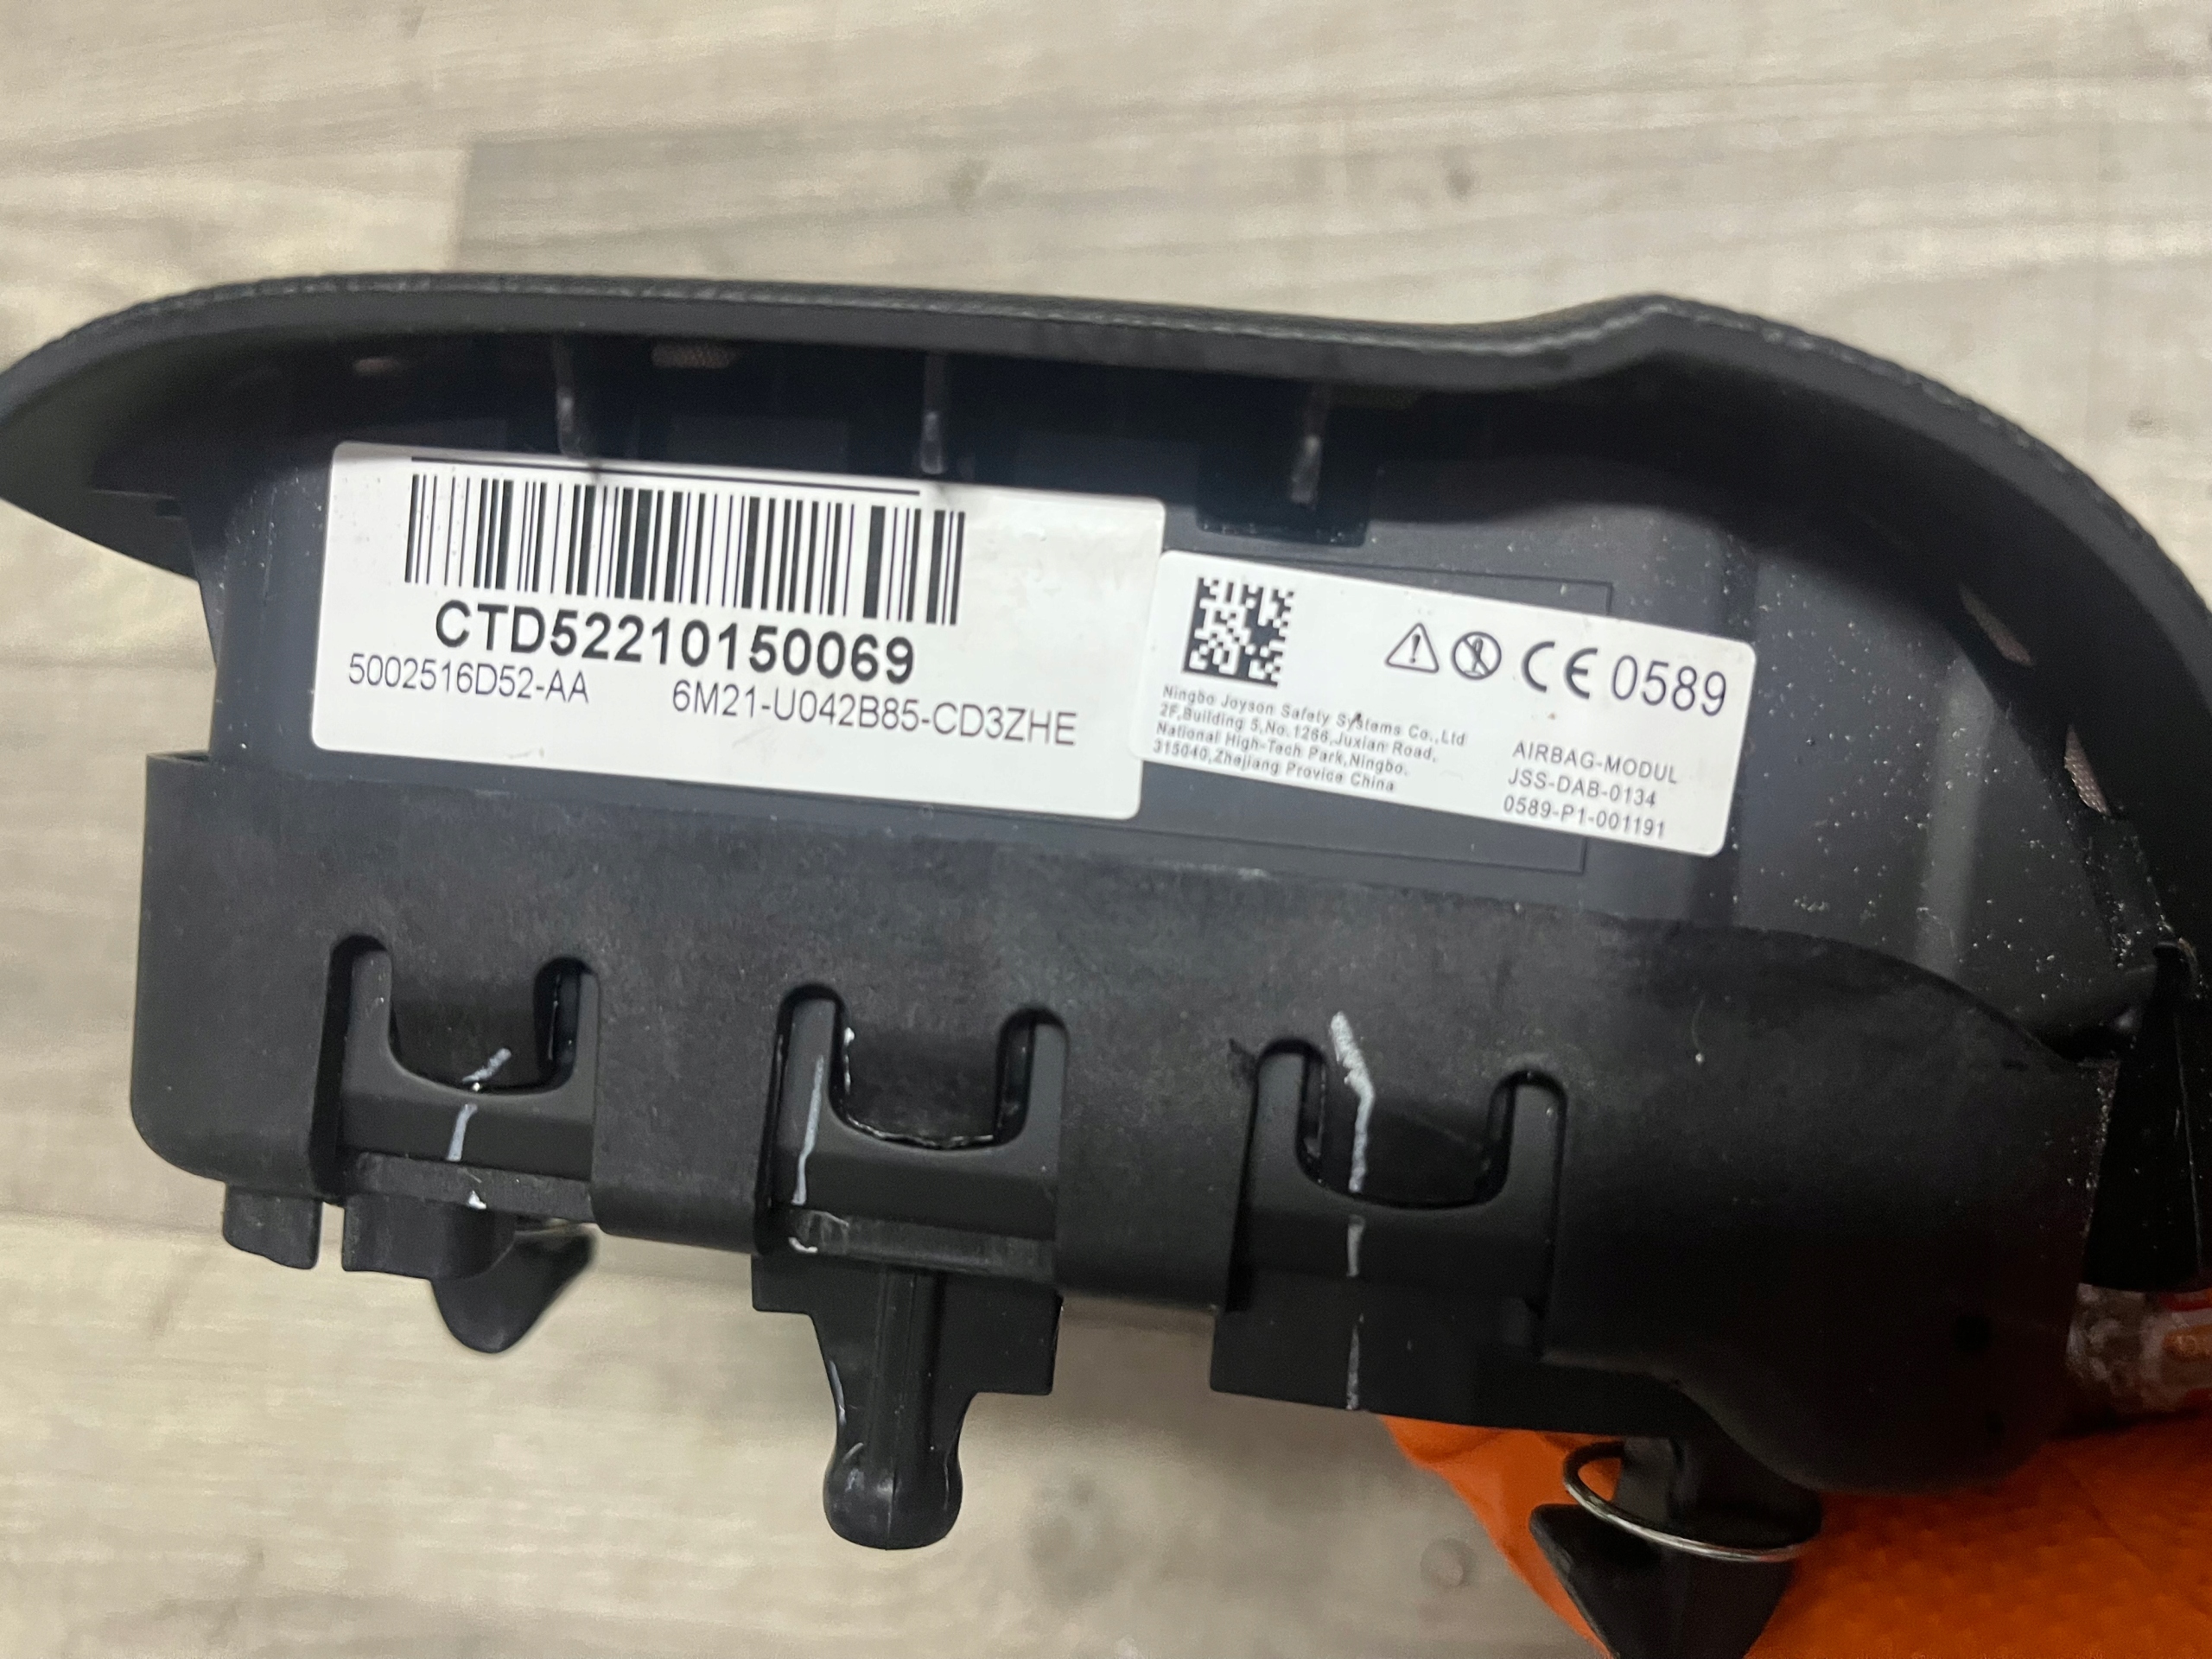 CTD52210150069
5002516D52-AA 6M21-U042B85-CD3ZHE
CE 0589
Ningbo Joyson Safety Systems Co.,Ltd
2F,Building 5,No.1266,Juxian Road,
National High-Tech Park,Ningbo.
315040,Zhejiang Provice China
AIRBAG-MODUL
JSS-DAB-0134
0589-P1-001191